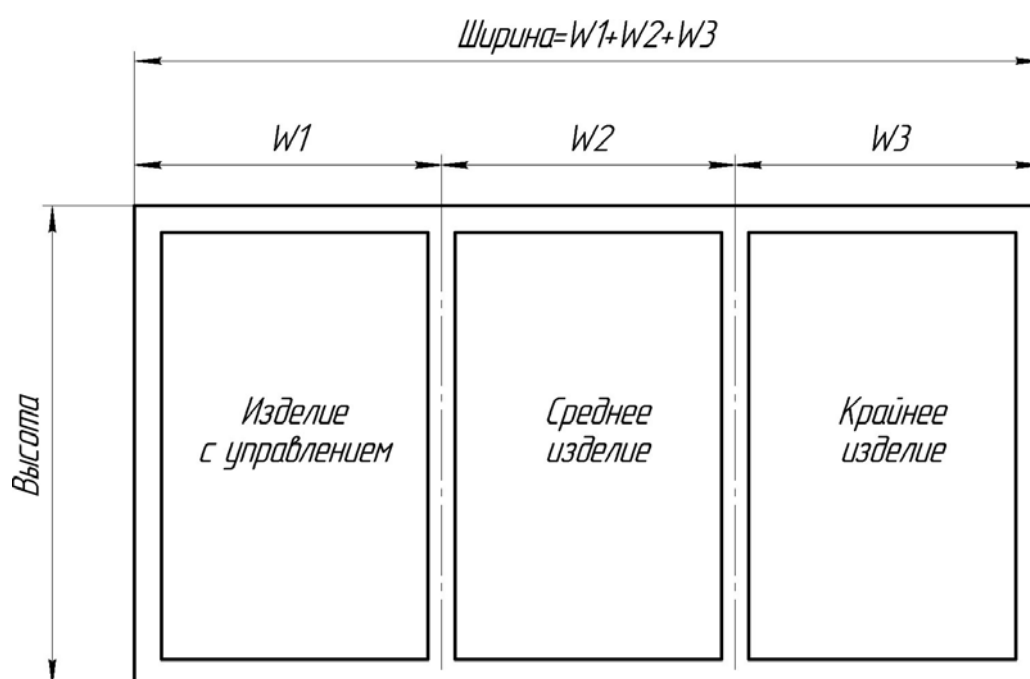 Ширина=W1+W2+W3
W1
W2
W3
Высота
Изделие
с управлением
Среднее
изделие
Крайнее
изделие